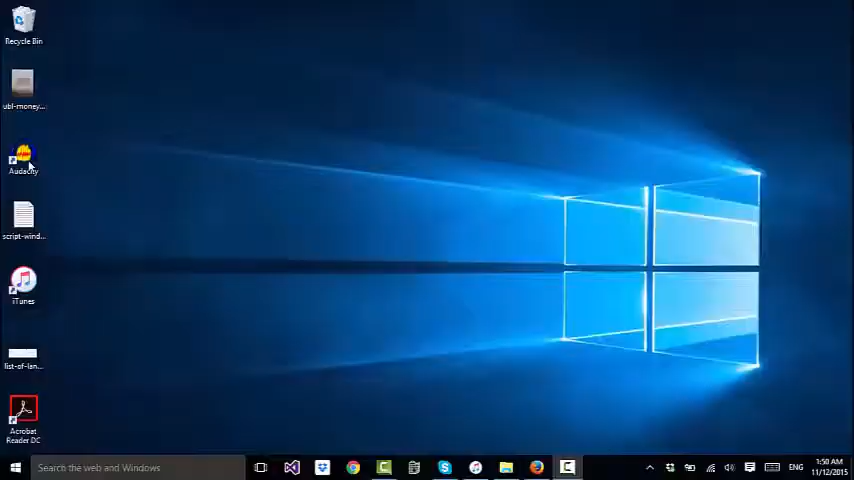 Recycle Bin
ubl-money...
Audacity
script-wind...
iTunes
list-of-lan...
Acrobat
Reader DC
Search the web and Windows
ENG
1:50 AM
11/12/2015